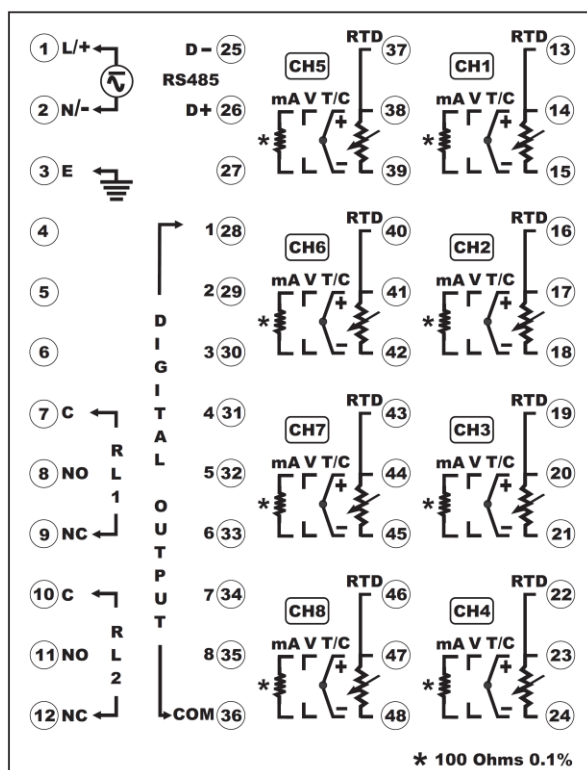 1 L/+ D- 25 RTD 37 RTD 13
CH5 CH1
RS485
2 N/- D+ 26 mA V T/C 38 mA V T/C 14
+ +
* *
3 E 27 - 39 - 15
4 1 28 RTD 40 RTD 16
CH6 CH2
5 2 29 mA V T/C 41 mA V T/C 17
+ +
* *
6 3 30 - 42 - 18
DIGITAL OUTPUT
7 C 4 31 RTD 43 RTD 19
CH7 CH3
RL1
8 NO 5 32 mA V T/C 44 mA V T/C 20
+ +
* *
9 NC 6 33 - 45 - 21
10 C 7 34 RTD 46 RTD 22
CH8 CH4
RL2
11 NO 8 35 mA V T/C 47 mA V T/C 23
+ +
* *
12 NC COM 36 - 48 - 24
* 100 Ohms 0.1%